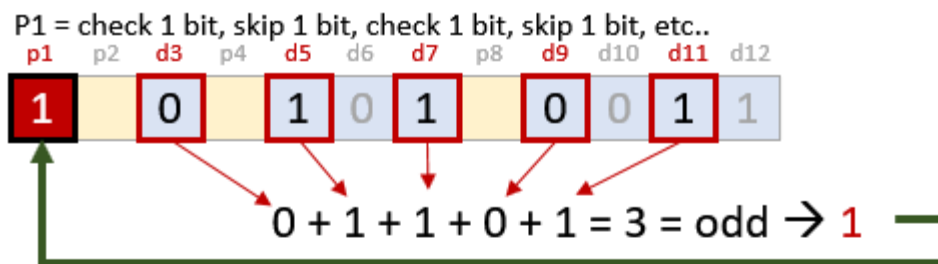 P1 = check 1 bit, skip 1 bit, check 1 bit, skip 1 bit, etc..
p1 p2 d3 p4 d5 d6 d7 p8 d9 d10 d11 d12
1 0 1 0 1 0 0 1 1
0 + 1 + 1 + 0 + 1 = 3 = odd → 1